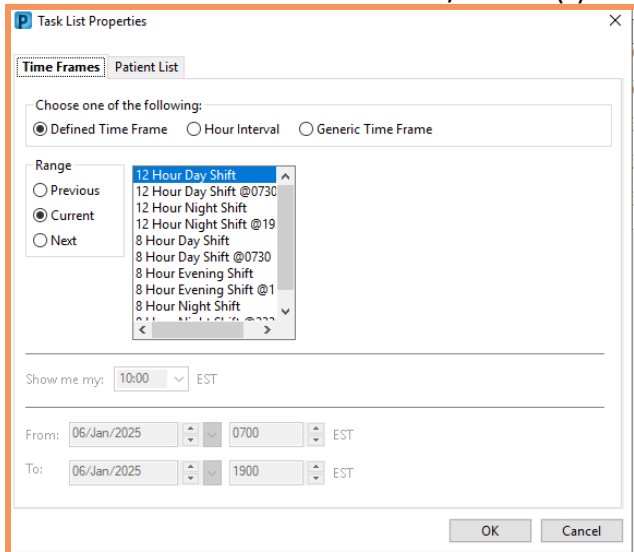 Task List Properties
Time Frames Patient List
Choose one of the following:
Defined Time Frame Hour Interval Generic Time Frame
Range
Previous
Current
Next
12 Hour Day Shift
12 Hour Day Shift @0730
12 Hour Night Shift
12 Hour Night Shift @19
8 Hour Day Shift
8 Hour Day Shift @0730
8 Hour Evening Shift
8 Hour Evening Shift @1
8 Hour Night Shift
Show me my: 10:00 EST
From: 06/Jan/2025 0700 EST
To: 06/Jan/2025 1900 EST
OK Cancel